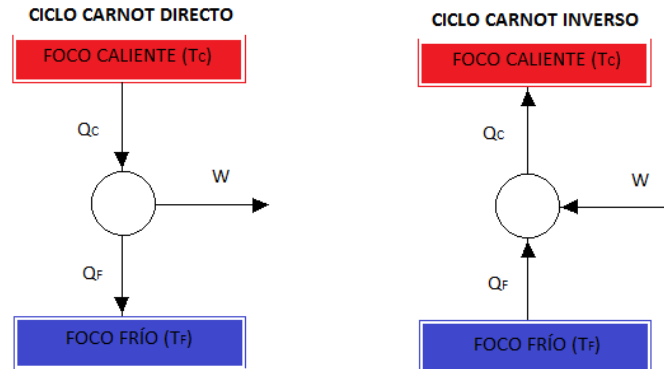 CICLO CARNOT DIRECTO
FOCO CALIENTE (Tc)
Qc
W
QF
FOCO FRÍO (TF)
CICLO CARNOT INVERSO
FOCO CALIENTE (Tc)
Qc
W
QF
FOCO FRÍO (TF)